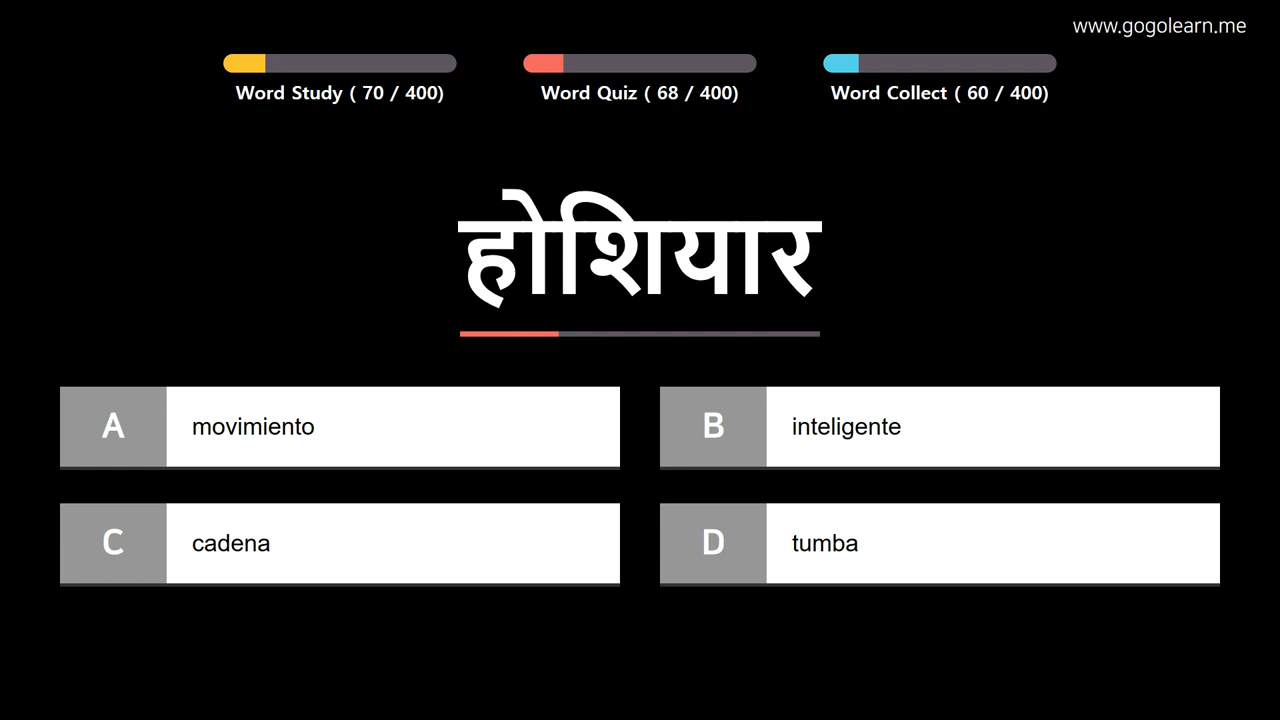 www.gogolearn.me
Word Study ( 70 / 400)
Word Quiz ( 68 / 400)
Word Collect ( 60 / 400)
होशियार
A movimiento
B inteligente
C cadena
D tumba